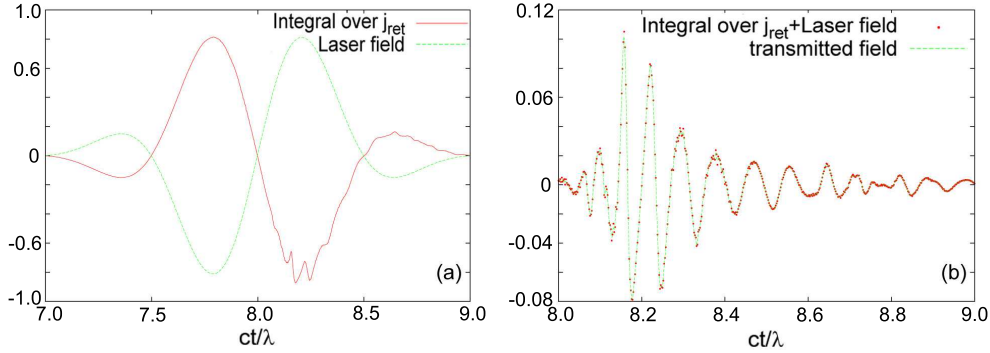 1.0
0.6
0
-0.6
-1.0
7.0
7.5
8.0
8.5
9.0
ct/λ
Integral over jret
Laser field
(a)
0.12
0.06
0
-0.04
-0.08
8.0
8.2
8.4
8.6
8.8
9.0
ct/λ
Integral over jret+Laser field
transmitted field
(b)